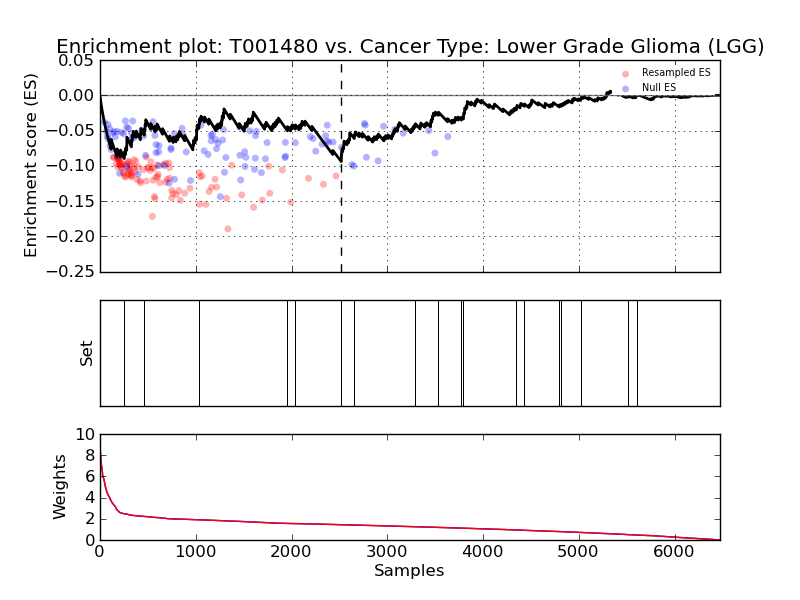 Enrichment plot: T001480 vs. Cancer Type: Lower Grade Glioma (LGG)
Enrichment score (ES)
0.05
0.00
−0.05
−0.10
−0.15
−0.20
−0.25
Resampled ES
Null ES
Set
Weights
10
8
6
4
2
0
0 1000 2000 3000 4000 5000 6000
Samples